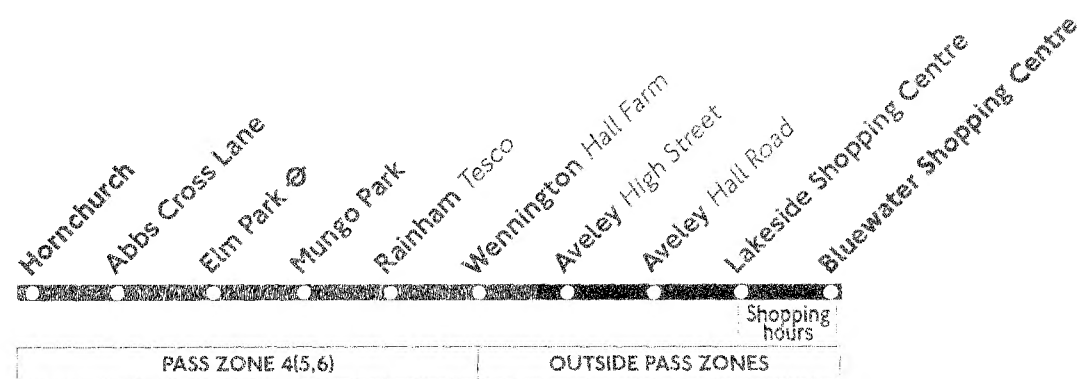 Hornchurch
Abbs Cross Lane
Elm Park
Mungo Park
Rainham Tesco
Wennington Hall Farm
Aveley High Street
Aveley Hall Road
Lakeside Shopping Centre
Bluewater Shopping Centre
Shopping
hours
PASS ZONE 4(5,6)
OUTSIDE PASS ZONES